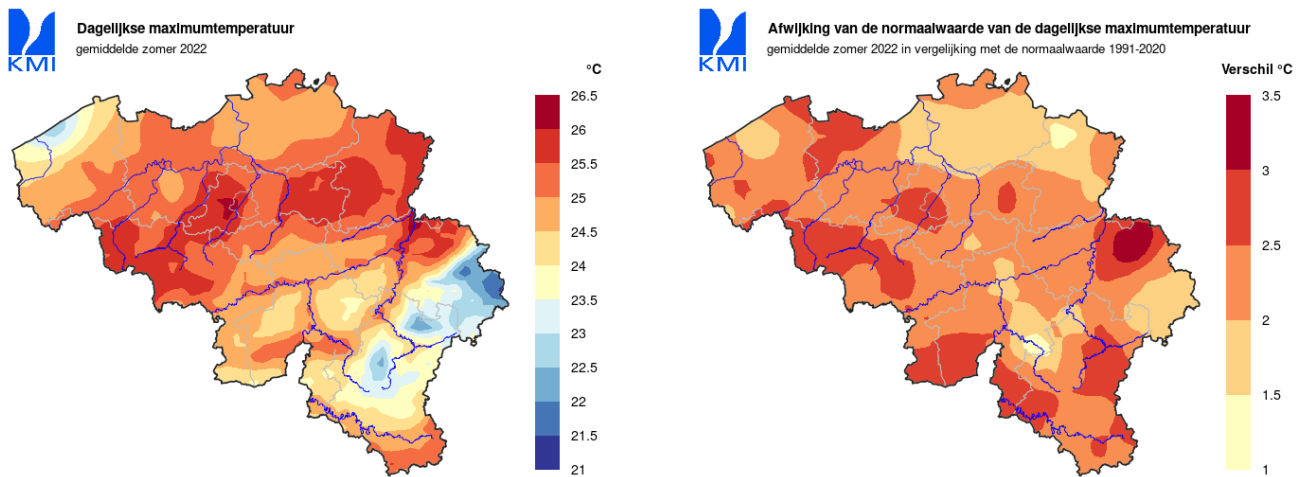 Dagelijkse maximumtemperatuur
gemiddelde zomer 2022
KMI
°C
26.5
26
25.5
25
24.5
24
23.5
23
22.5
22
21.5
21
Afwijking van de normaalwaarde van de dagelijkse maximumtemperatuur
gemiddelde zomer 2022 in vergelijking met de normaalwaarde 1991-2020
KMI
Verschil °C
3.5
3
2.5
2
1.5
1